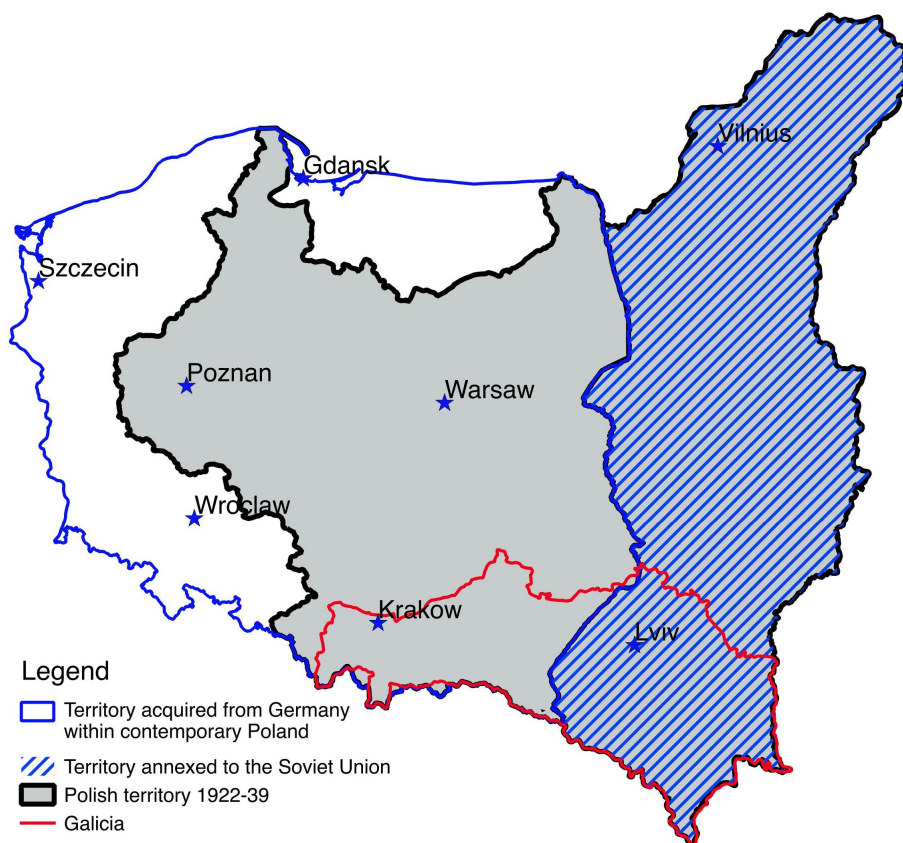 Vilnius
Gdansk
Szczecin
Poznan
Warsaw
Wroclaw
Krakow
Lviv
Legend
Territory acquired from Germany
within contemporary Poland
Territory annexed to the Soviet Union
Polish territory 1922-39
Galicia